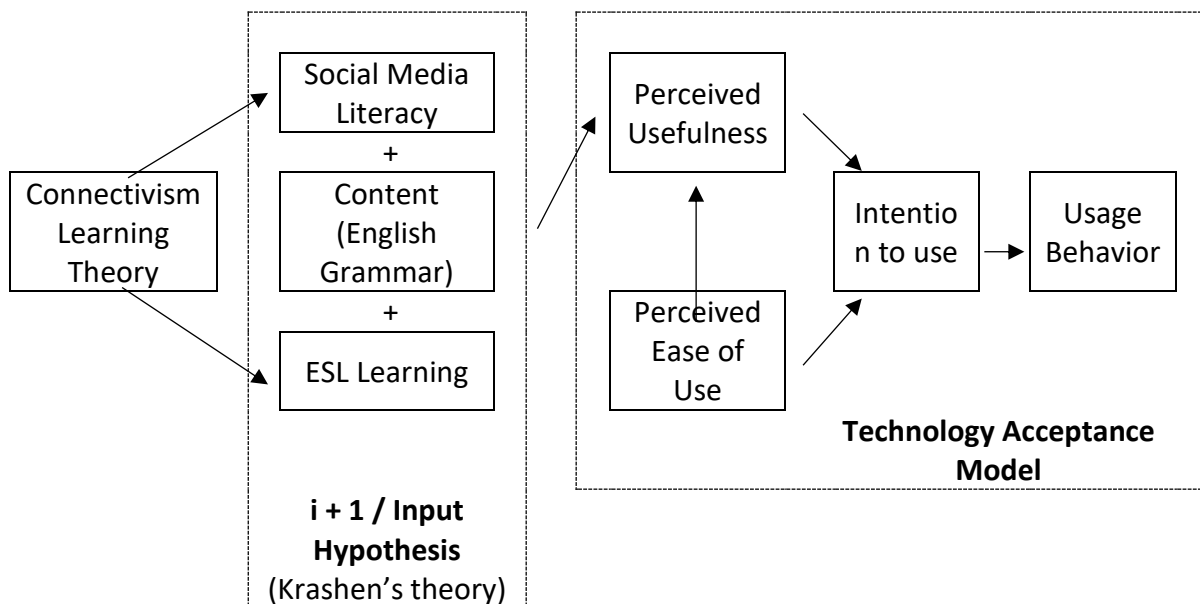 Connectivism
Learning
Theory
Social Media
Literacy
+
Content
(English
Grammar)
+
ESL Learning
i + 1 / Input
Hypothesis
(Krashen’s theory)
Perceived
Usefulness
Perceived
Ease of
Use
Intentio
n to use
Usage
Behavior
Technology Acceptance
Model